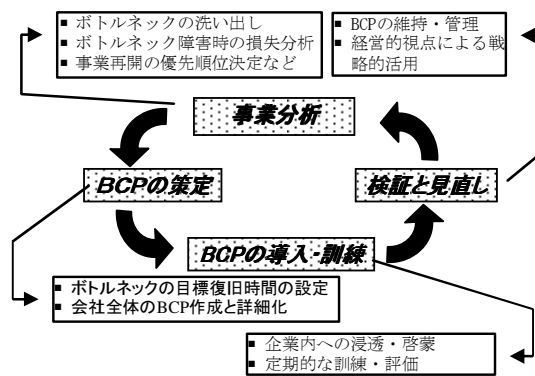 ■ ボトルネックの洗い出し
■ ボトルネック障害時の損失分析
■ 事業再開の優先順位決定など
■ BCPの維持・管理
■ 経営的視点による戦
略的活用
事業分析
BCPの策定
検証と見直し
BCPの導入・訓練
■ ボトルネックの目標復旧時間の設定
■ 会社全体のBCP作成と詳細化
■ 企業内への浸透・啓蒙
■ 定期的な訓練・評価